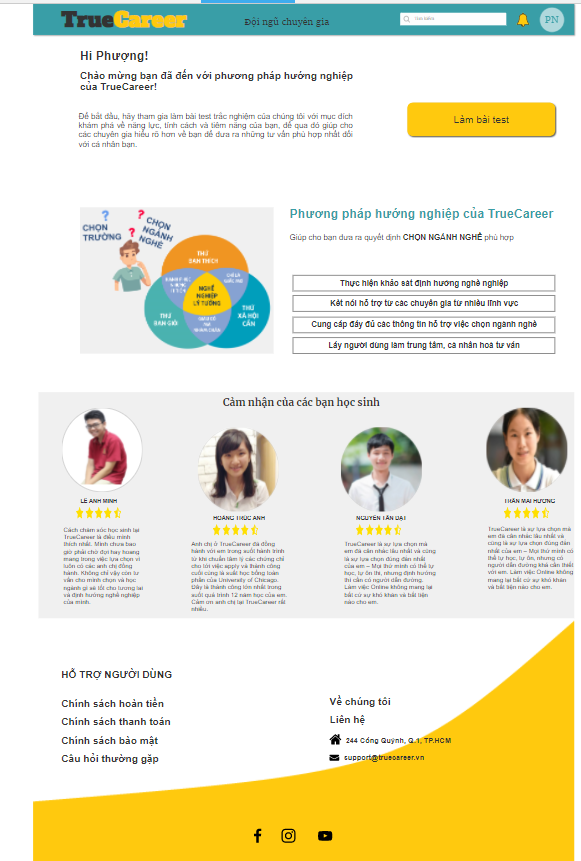 TrueCareer
Đội ngũ chuyên gia
Tìm kiếm
PN
Hi Phượng!
Chào mừng bạn đã đến với phương pháp hướng nghiệp
của TrueCareer!
Để bắt đầu, hãy tham gia làm bài test trắc nghiệm của chúng tôi với mục đích
khám phá về năng lực, tính cách và tiềm năng của bạn, để qua đó giúp cho
các chuyên gia hiểu rõ hơn về bạn để đưa ra những tư vấn phù hợp nhất đối
với cá nhân bạn.
Làm bài test
CHỌN
TRƯỜNG
CHỌN
NGÀNH
NGHỀ
THỨ
BẠN THÍCH
NGHỀ
NGHIỆP
LÝ TƯỞNG
THỨ
BẠN GIỎI
THỨ
XÃ HỘI
CẦN
Phương pháp hướng nghiệp của TrueCareer
Giúp cho bạn đưa ra quyết định CHỌN NGÀNH NGHỀ phù hợp
Thực hiện khảo sát định hướng nghề nghiệp
Kết nối hỗ trợ từ các chuyên gia từ nhiều lĩnh vực
Cung cấp đầy đủ các thông tin hỗ trợ việc chọn ngành nghề
Lấy người dùng làm trung tâm, cá nhân hoá tư vấn
Cảm nhận của các bạn học sinh
LÊ ANH MINH
Cách chăm xóc học sinh tại
TrueCareer là điều mình
thích nhất. Mình chưa bao
giờ phải chờ đợi hay hoang
mang trong việc lựa chọn vì
luôn có các anh chị đồng
hành. Không chỉ vậy còn tư
vấn cho mình chọn và học
ngành gì sẽ tốt cho tương lai
và định hướng nghề nghiệp
của mình.
HOÀNG TRÚC ANH
Anh chị ở TrueCareer đã đồng
hành với em trong suốt hành trình
từ khi chuẩn làm lý các chứng chỉ
cho tới việc apply và thành công
cuối cùng là suất học bổng toàn
phần của University of Chicago.
Đây là thành công lớn nhất trong
suốt quá trình 12 năm học của em.
Cảm ơn anh chị tại TrueCareer rất
nhiều.
NGUYỄN TẤN ĐẠT
TrueCareer là sự lựa chọn mà
em đã cân nhắc lâu nhất và cũng
là sự lựa chọn đúng đắn nhất
của em – Mọi thứ mình có thể tự
học, tự ôn thi, nhưng định hướng
thì cần có người dẫn đường.
Làm việc Online không mang lại
bất cứ sự khó khăn và bất tiện
nào cho em.
TRẦN MAI HƯƠNG
TrueCareer là sự lựa chọn mà
em đã cân nhắc lâu nhất và
cũng là sự lựa chọn đúng đắn
nhất của em – Mọi thứ mình có
thể tự học, tự ôn, nhưng có
người dẫn đường khá cần thiết
với em. Làm việc Online không
mang lại bất cứ sự khó khăn
và bất tiện nào cho em.
HỖ TRỢ NGƯỜI DÙNG
Chính sách hoàn tiền
Chính sách thanh toán
Chính sách bảo mật
Câu hỏi thường gặp
Về chúng tôi
Liên hệ
244 Cống Quỳnh, Q.1, TP.HCM
support@truecareer.vn